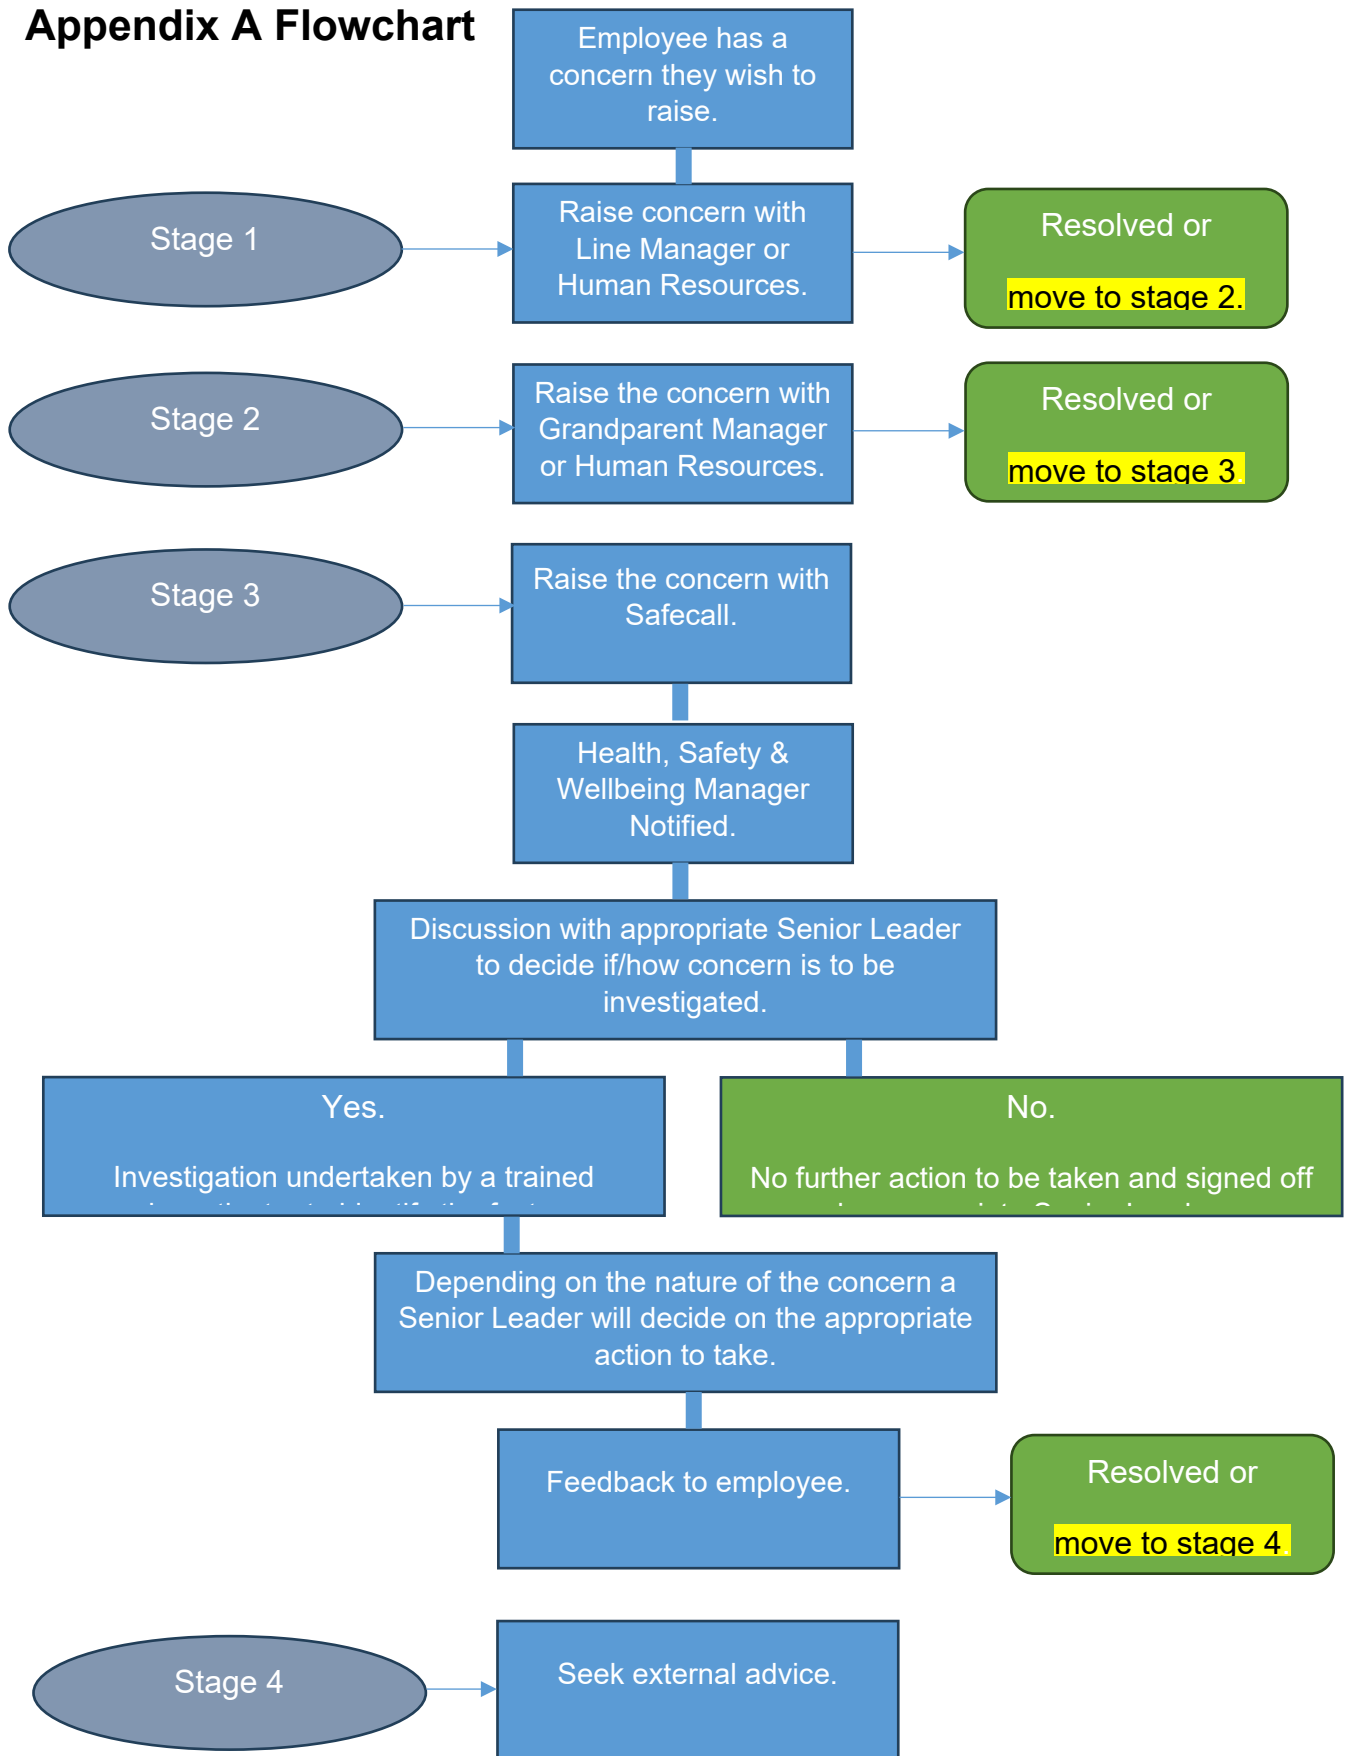 Appendix A Flowchart
Employee has a
concern they wish to
raise.
Stage 1
Raise concern with
Line Manager or
Human Resources.
Resolved or
move to stage 2.
Stage 2
Raise the concern with
Grandparent Manager
or Human Resources.
Resolved or
move to stage 3.
Stage 3
Raise the concern with
Safecall.
Health, Safety &
Wellbeing Manager
Notified.
Discussion with appropriate Senior Leader
to decide if/how concern is to be
investigated.
Yes.
Investigation undertaken by a trained
No.
No further action to be taken and signed off
Depending on the nature of the concern a
Senior Leader will decide on the appropriate
action to take.
Feedback to employee.
Resolved or
move to stage 4.
Stage 4
Seek external advice.